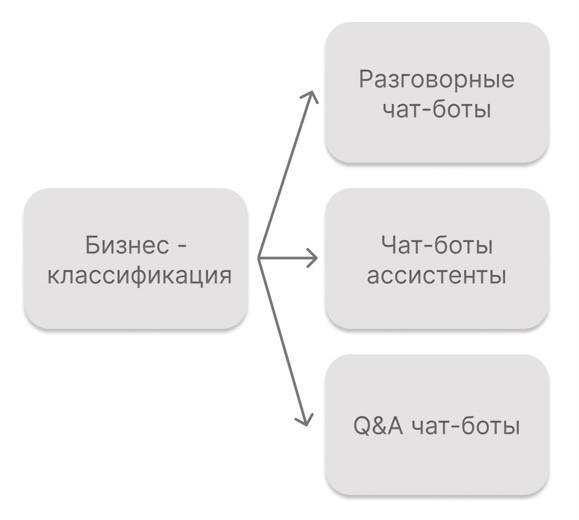 Разговорные
чат-боты
Бизнес -
классификация
Чат-боты
ассистенты
Q&A чат-боты